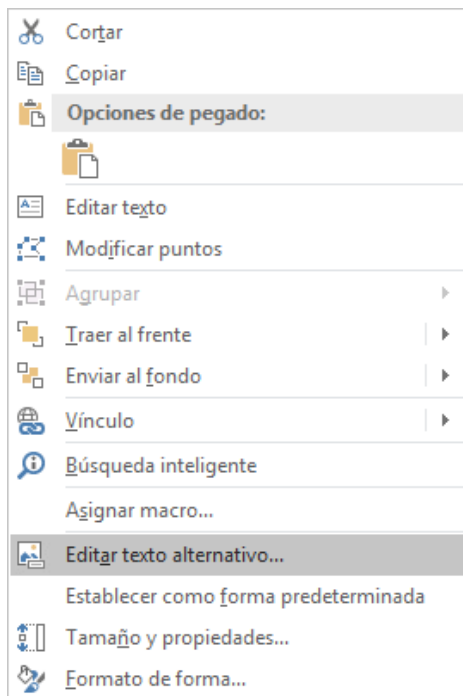 Cortar
Copiar
Opciones de pegado:
Editar texto
Modificar puntos
Agrupar
Traer al frente
Enviar al fondo
Vínculo
Búsqueda inteligente
Asignar macro...
Editar texto alternativo...
Establecer como forma predeterminada
Tamaño y propiedades...
Formato de forma...